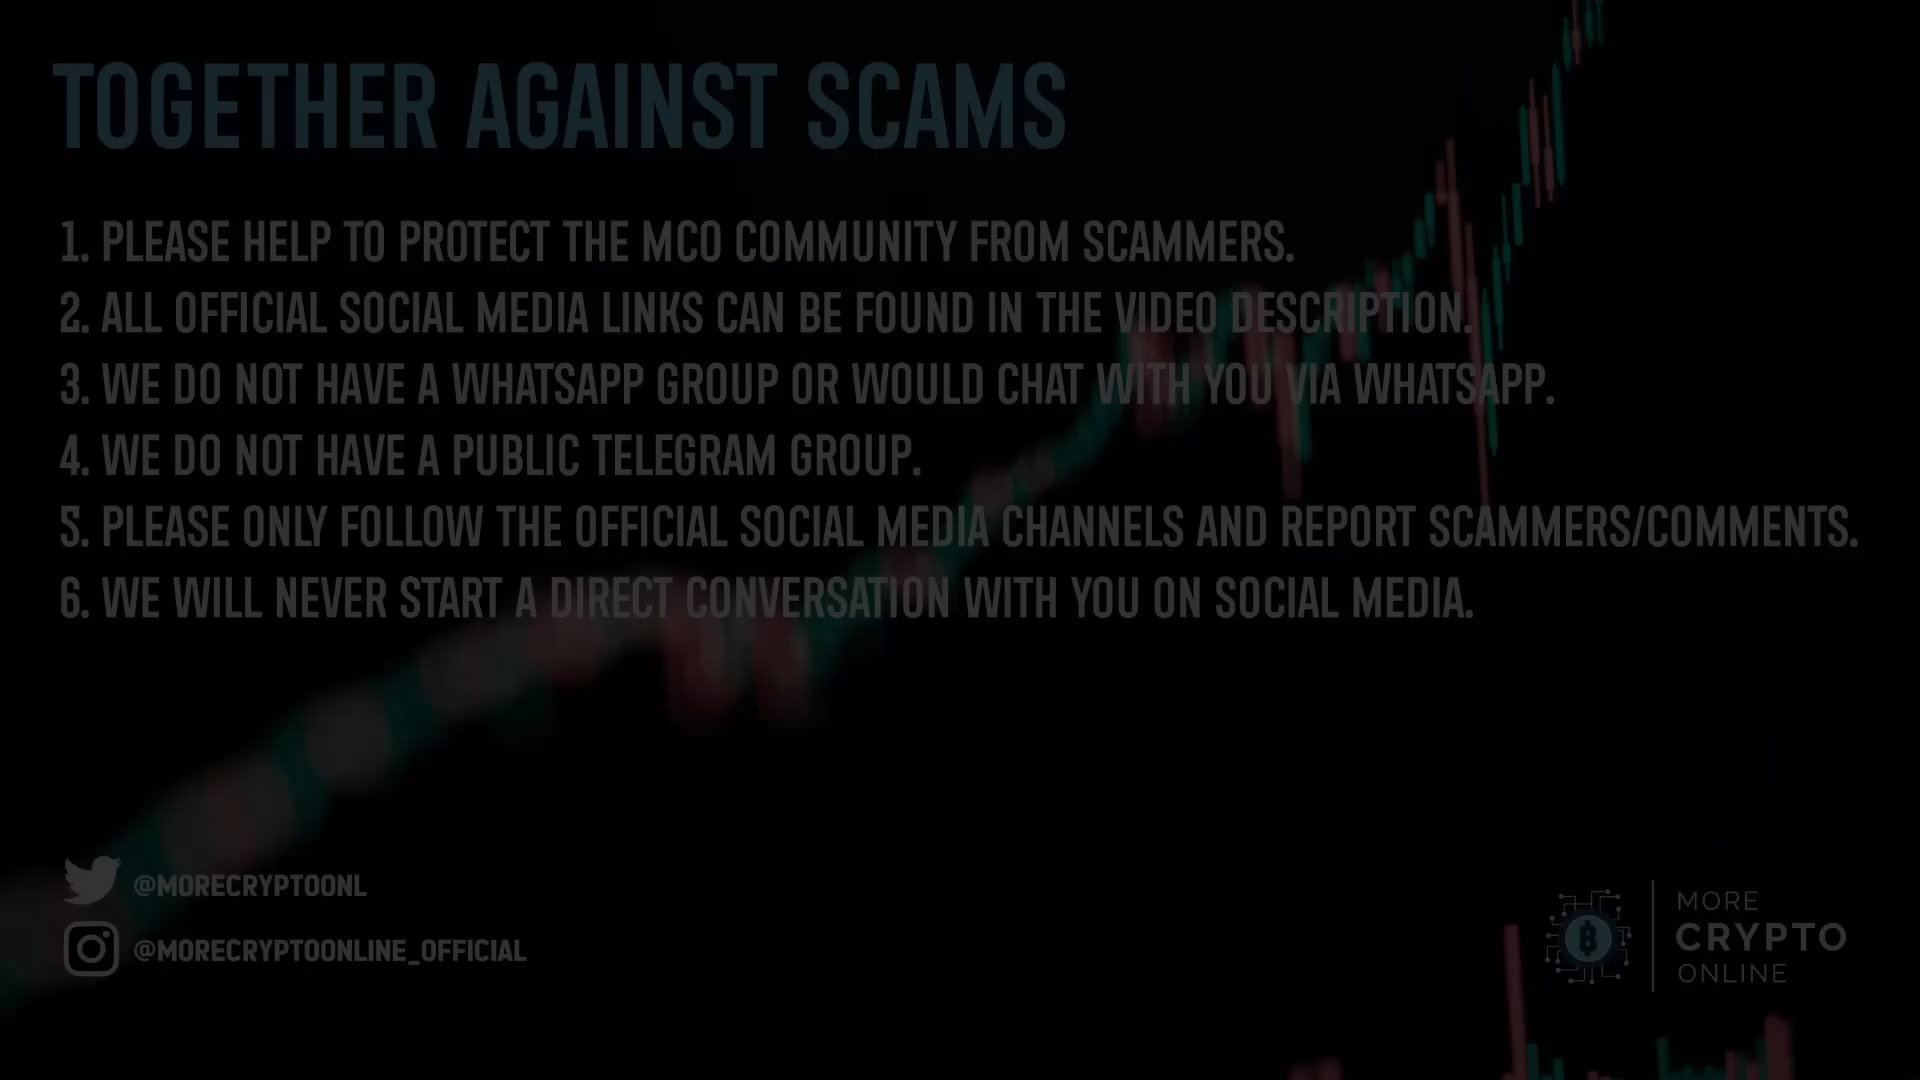 TOGETHER AGAINST SCAMS
1. PLEASE HELP TO PROTECT THE MCO COMMUNITY FROM SCAMMERS.
2. ALL OFFICIAL SOCIAL MEDIA LINKS CAN BE FOUND IN THE VIDEO DESCRIPTION.
3. WE DO NOT HAVE A WHATSAPP GROUP OR WOULD CHAT WITH YOU VIA WHATSAPP.
4. WE DO NOT HAVE A PUBLIC TELEGRAM GROUP.
5. PLEASE ONLY FOLLOW THE OFFICIAL SOCIAL MEDIA CHANNELS AND REPORT SCAMMERS/COMMENTS.
6. WE WILL NEVER START A DIRECT CONVERSATION WITH YOU ON SOCIAL MEDIA.
@MORECRYPTOONL
@MORECRYPTOONLINE_OFFICIAL
MORE
CRYPTO
ONLINE